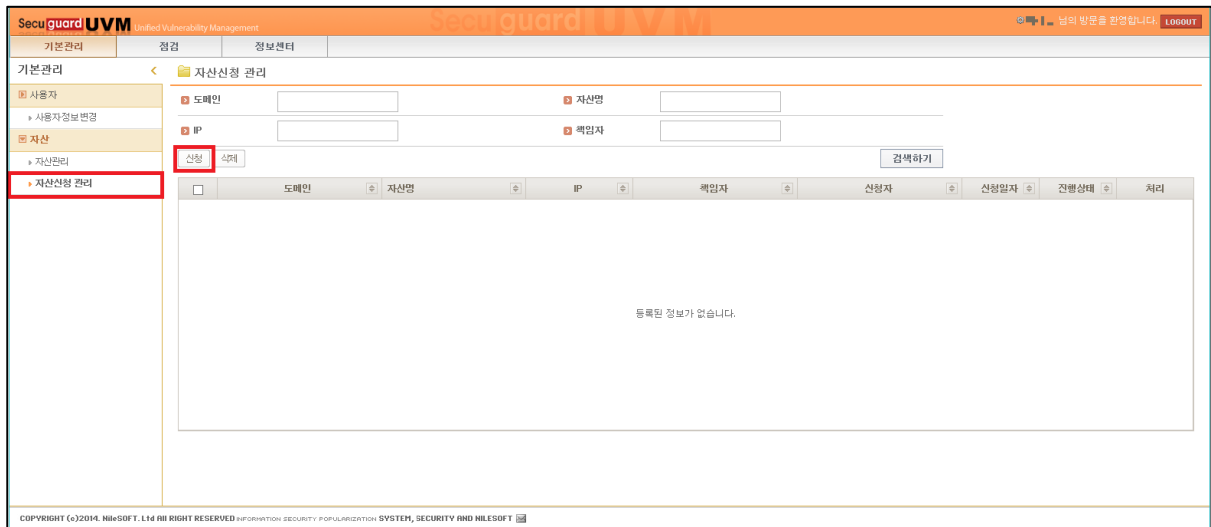 Secuguard UVM Unified Vulnerability Management
Secuguard UVM
님의 방문을 환영합니다. LOGOUT
기본관리 점검 정보센터
기본관리
자산신청 관리
사용자
사용자정보변경
자산
자산관리
자산신청 관리
도메인 자산명
IP 책임자
신청 삭제 검색하기
도메인 자산명 IP 책임자 신청자 신청일자 진행상태 처리
등록된 정보가 없습니다.
COPYRIGHT (c)2014. NileSOFT. Ltd All RIGHT RESERVED INFORMATION SECURITY POPULARIZATION SYSTEM, SECURITY AND NILESOFT